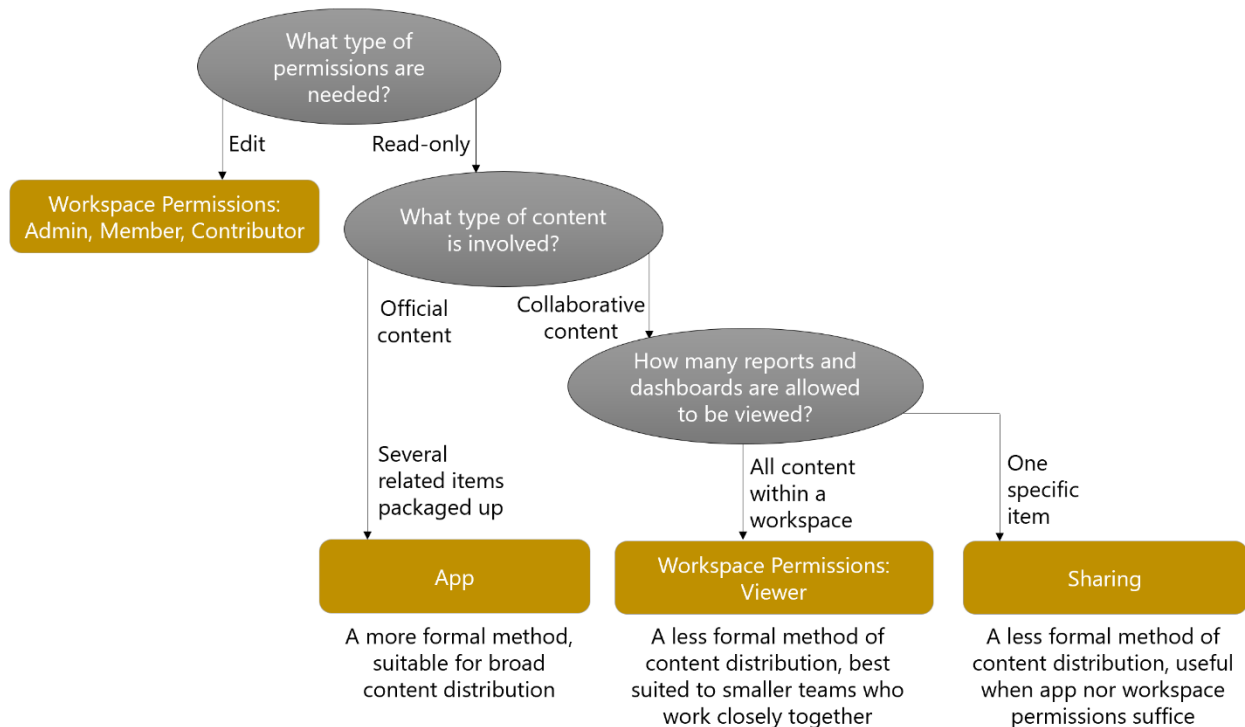 What type of
permissions are
needed?
Edit
Read-only
Workspace Permissions:
Admin, Member, Contributor
What type of content
is involved?
Official
content
Collaborative
content
How many reports and
dashboards are allowed
to be viewed?
Several
related items
packaged up
All content
within a
workspace
One
specific
item
App
Workspace Permissions:
Viewer
Sharing
A more formal method,
suitable for broad
content distribution
A less formal method of
content distribution, best
suited to smaller teams who
work closely together
A less formal method of
content distribution, useful
when app nor workspace
permissions suffice